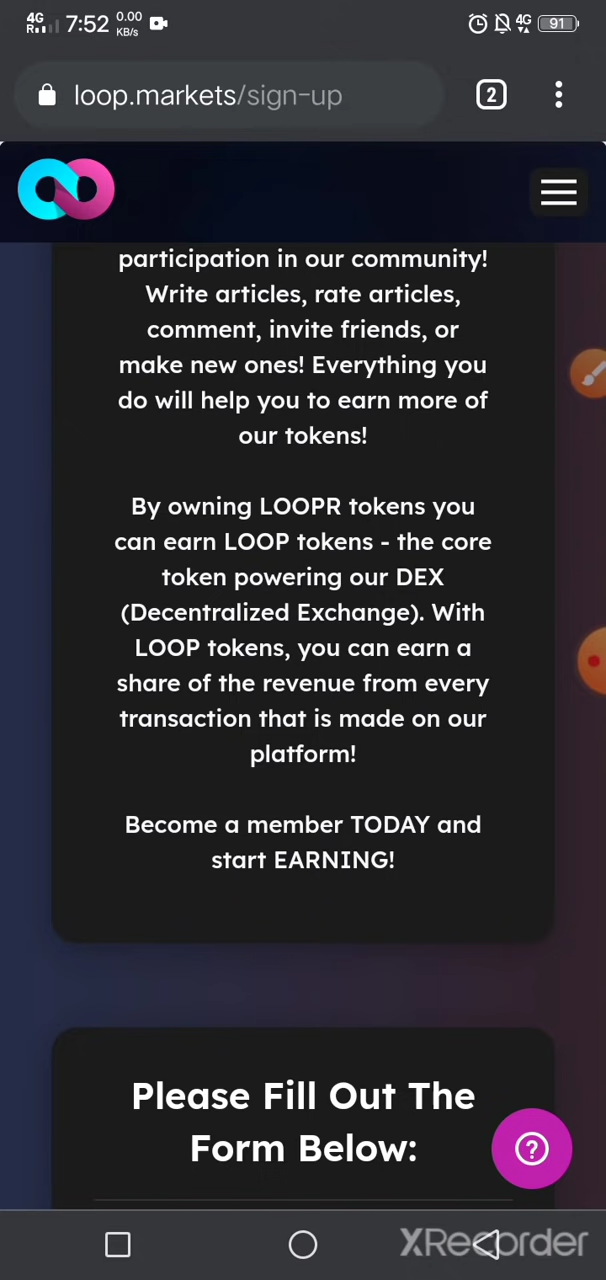 4G
R
7:52
0.00
KB/s
4G
91
loop.markets/sign-up
2
participation in our community!
Write articles, rate articles,
comment, invite friends, or
make new ones! Everything you
do will help you to earn more of
our tokens!
By owning LOOPR tokens you
can earn LOOP tokens - the core
token powering our DEX
(Decentralized Exchange). With
LOOP tokens, you can earn a
share of the revenue from every
transaction that is made on our
platform!
Become a member TODAY and
start EARNING!
Please Fill Out The
Form Below:
?
XRecorder